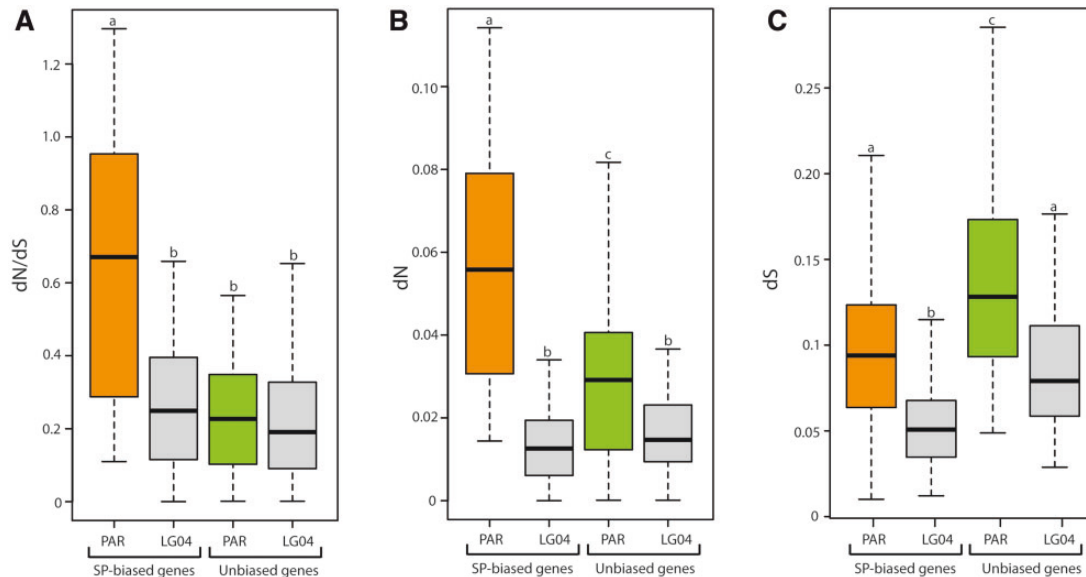 A
dN/dS
1.2
1.0
0.8
0.6
0.4
0.2
0
a
b
b
b
PAR
LG04
PAR
LG04
SP-biased genes
Unbiased genes
B
dN
0.10
0.08
0.06
0.04
0.02
0
a
b
c
b
PAR
LG04
PAR
LG04
SP-biased genes
Unbiased genes
C
dS
0.25
0.20
0.15
0.10
0.05
0
a
b
c
a
PAR
LG04
PAR
LG04
SP-biased genes
Unbiased genes